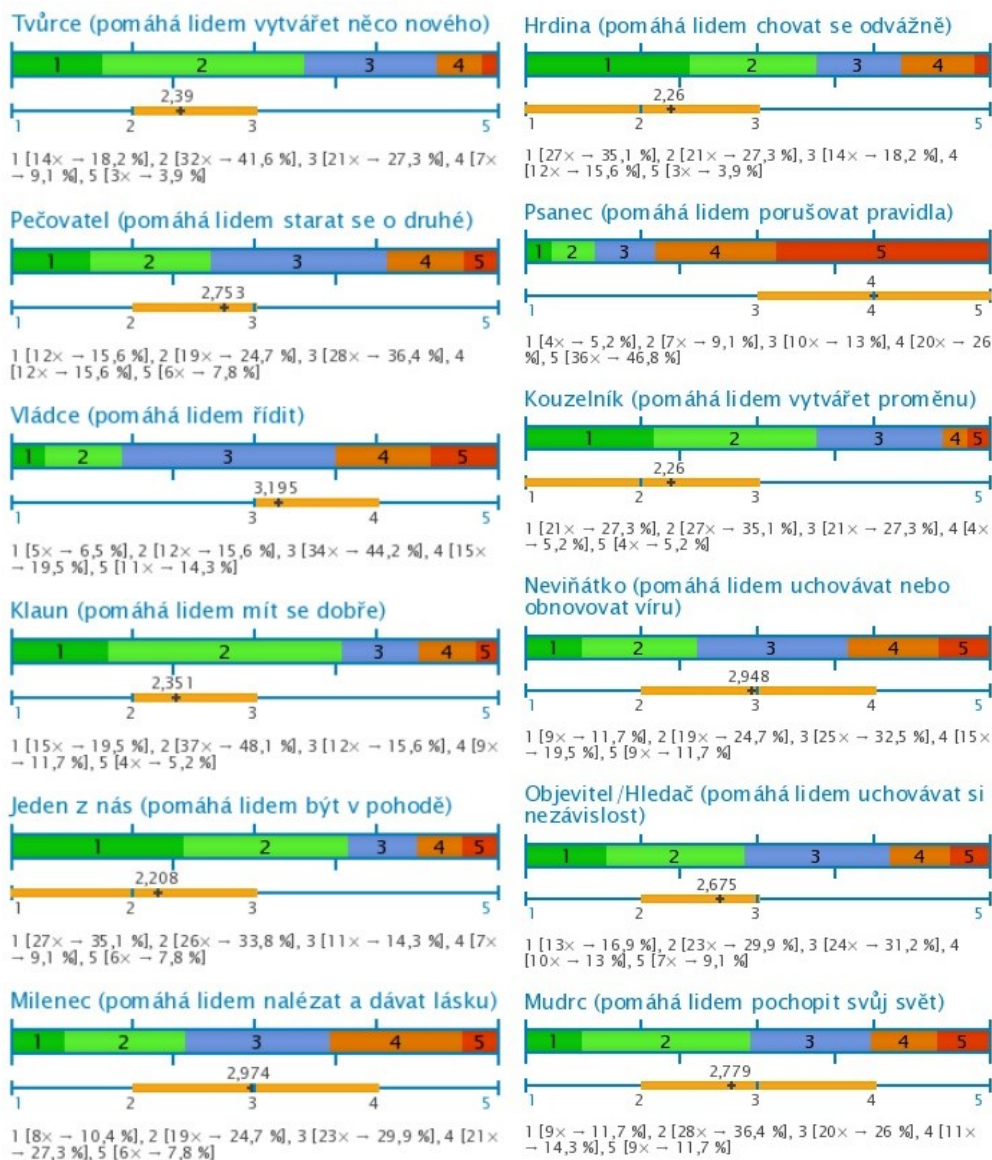 Tvůrce (pomáhá lidem vytvářet něco nového)
1 2 3 4
2,39
1 2 3 5
1 [14× → 18,2 %], 2 [32× → 41,6 %], 3 [21× → 27,3 %], 4 [7×
→ 9,1 %], 5 [3× → 3,9 %]
Pečovatel (pomáhá lidem starat se o druhé)
1 2 3 4 5
2,753
1 2 3 5
1 [12× → 15,6 %], 2 [19× → 24,7 %], 3 [28× → 36,4 %], 4
[12× → 15,6 %], 5 [6× → 7,8 %]
Vládce (pomáhá lidem řídit)
1 2 3 4 5
3,195
1 3 4 5
1 [5× → 6,5 %], 2 [12× → 15,6 %], 3 [34× → 44,2 %], 4 [15×
→ 19,5 %], 5 [11× → 14,3 %]
Klaun (pomáhá lidem mít se dobře)
1 2 3 4 5
2,351
1 2 3 5
1 [15× → 19,5 %], 2 [37× → 48,1 %], 3 [12× → 15,6 %], 4 [9×
→ 11,7 %], 5 [4× → 5,2 %]
Jeden z nás (pomáhá lidem být v pohodě)
1 2 3 4 5
2,208
1 2 3 5
1 [27× → 35,1 %], 2 [26× → 33,8 %], 3 [11× → 14,3 %], 4 [7×
→ 9,1 %], 5 [6× → 7,8 %]
Milenec (pomáhá lidem nalézat a dávat lásku)
1 2 3 4 5
2,974
1 2 3 4 5
1 [8× → 10,4 %], 2 [19× → 24,7 %], 3 [23× → 29,9 %], 4 [21×
→ 27,3 %], 5 [6× → 7,8 %]
Hrdina (pomáhá lidem chovat se odvážně)
1 2 3 4
2,26
1 2 3 5
1 [27× → 35,1 %], 2 [21× → 27,3 %], 3 [14× → 18,2 %], 4
[12× → 15,6 %], 5 [3× → 3,9 %]
Psanec (pomáhá lidem porušovat pravidla)
1 2 3 4 5
4
1 3 4 5
1 [4× → 5,2 %], 2 [7× → 9,1 %], 3 [10× → 13 %], 4 [20× → 26
%], 5 [36× → 46,8 %]
Kouzelník (pomáhá lidem vytvářet proměnu)
1 2 3 4 5
2,26
1 2 3 5
1 [21× → 27,3 %], 2 [27× → 35,1 %], 3 [21× → 27,3 %], 4 [4×
→ 5,2 %], 5 [4× → 5,2 %]
Neviňátko (pomáhá lidem uchovávat nebo
obnovovat víru)
1 2 3 4 5
2,948
1 2 3 4 5
1 [9× → 11,7 %], 2 [19× → 24,7 %], 3 [25× → 32,5 %], 4 [15×
→ 19,5 %], 5 [9× → 11,7 %]
Objevitel/Hledač (pomáhá lidem uchovávat si
nezávislost)
1 2 3 4 5
2,675
1 2 3 5
1 [13× → 16,9 %], 2 [23× → 29,9 %], 3 [24× → 31,2 %], 4
[10× → 13 %], 5 [7× → 9,1 %]
Mudrc (pomáhá lidem pochopit svůj svět)
1 2 3 4 5
2,779
1 2 3 4 5
1 [9× → 11,7 %], 2 [28× → 36,4 %], 3 [20× → 26 %], 4 [11×
→ 14,3 %], 5 [9× → 11,7 %]